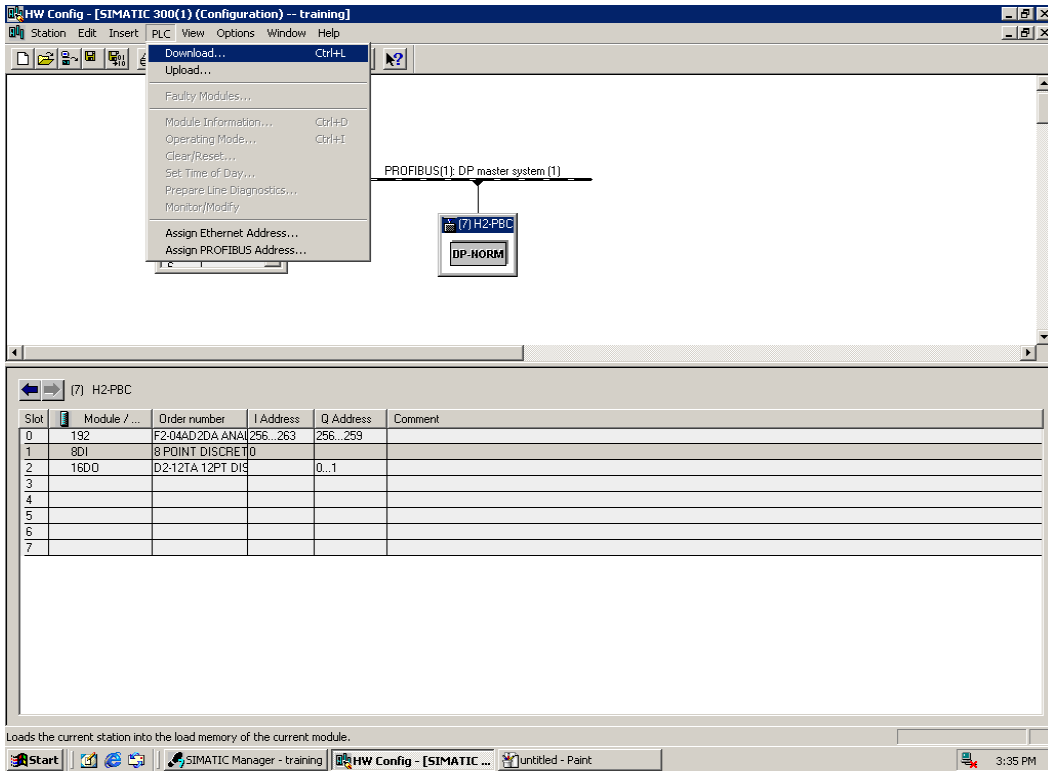 HW Config - [SIMATIC 300(1) (Configuration) -- training]
Station Edit Insert PLC View Options Window Help
Download... Ctrl+L
Upload...
Faulty Modules...
Module Information... Ctrl+D
Operating Mode... Ctrl+I
Clear/Reset...
Set Time of Day...
Prepare Line Diagnostics...
Monitor/Modify
Assign Ethernet Address...
Assign PROFIBUS Address...
PROFIBUS(1): DP master system (1)
(7) H2-PBC
DP-NORM
(7) H2-PBC
Slot Module / ... Order number I Address Q Address Comment
0 192 F2-04AD2DA ANAL 256...263 256...259
1 8DI 8 POINT DISCRET 0
2 16DO D2-12TA 12PT DIS 0...1
3
4
5
6
7
Loads the current station into the load memory of the current module.
Start SIMATIC Manager - training HW Config - [SIMATIC ... untitled - Paint 3:35 PM